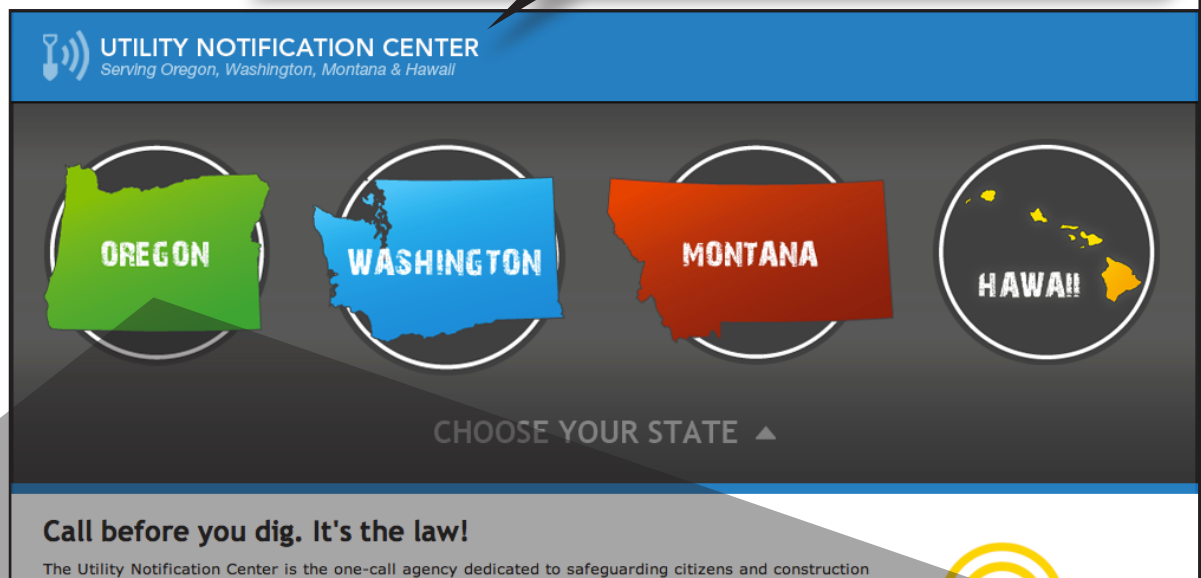 UTILITY NOTIFICATION CENTER
Serving Oregon, Washington, Montana & Hawaii
OREGON
WASHINGTON
MONTANA
HAWAII
CHOOSE YOUR STATE
Call before you dig. It's the law!
The Utility Notification Center is the one-call agency dedicated to safeguarding citizens and construction